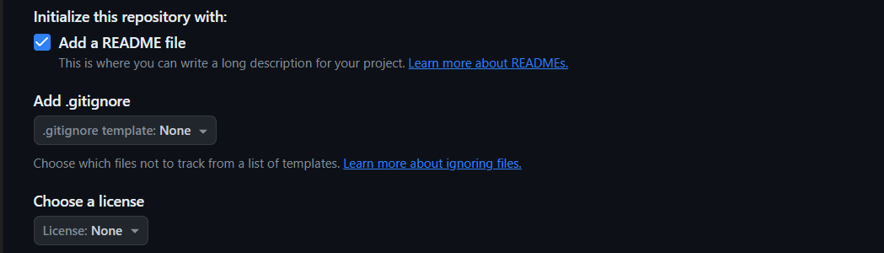 Initialize this repository with:
Add a README file
This is where you can write a long description for your project. Learn more about READMEs.
Add .gitignore
.gitignore template: None
Choose which files not to track from a list of templates. Learn more about ignoring files.
Choose a license
License: None